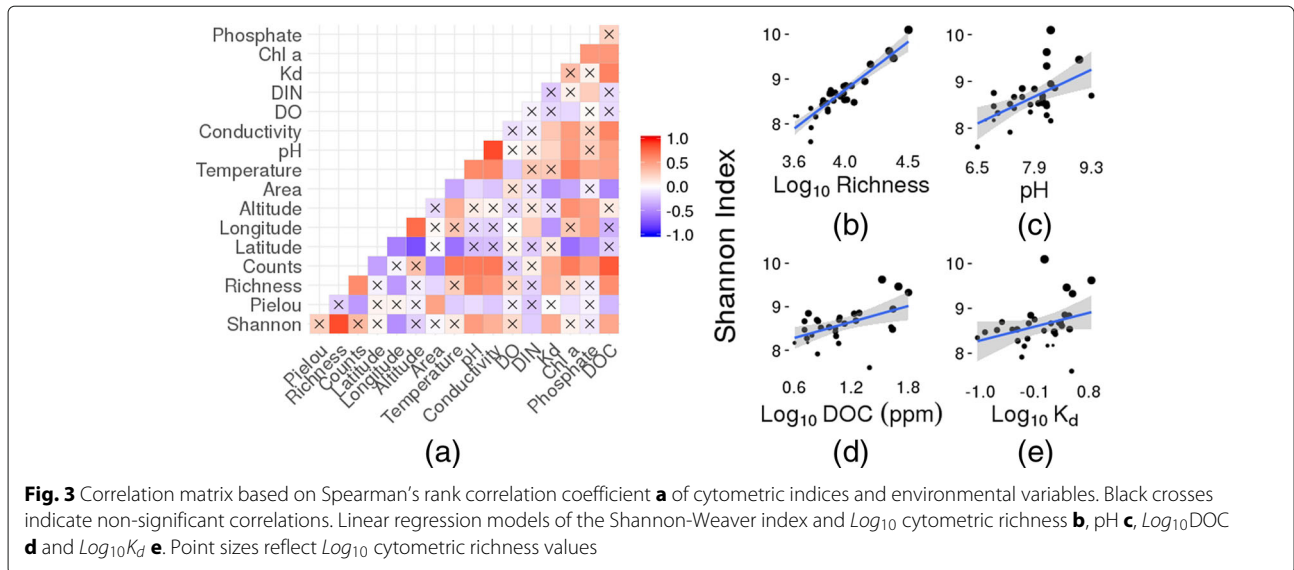 Phosphate
Chl a
Kd
DIN
DO
Conductivity
pH
Temperature
Area
Altitude
Longitude
Latitude
Counts
Richness
Pielou
Shannon
Pielou
Richness
Counts
Latitude
Longitude
Altitude
Area
Temperature
pH
Conductivity
DO
DIN
Kd
Chl a
Phosphate
DOC
1.0
0.5
0.0
-0.5
-1.0
(a)
Shannon Index
10
9
8
3.6 4.0 4.5
Log10 Richness
(b)
10
9
8
6.5 7.9 9.3
pH
(c)
10
9
8
0.6 1.2 1.8
Log10 DOC (ppm)
(d)
10
9
8
-1.0 -0.1 0.8
Log10 Kd
(e)
Fig. 3 Correlation matrix based on Spearman's rank correlation coefficient a of cytometric indices and environmental variables. Black crosses
indicate non-significant correlations. Linear regression models of the Shannon-Weaver index and Log10 cytometric richness b, pH c, Log10DOC
d and Log10Kd e. Point sizes reflect Log10 cytometric richness values